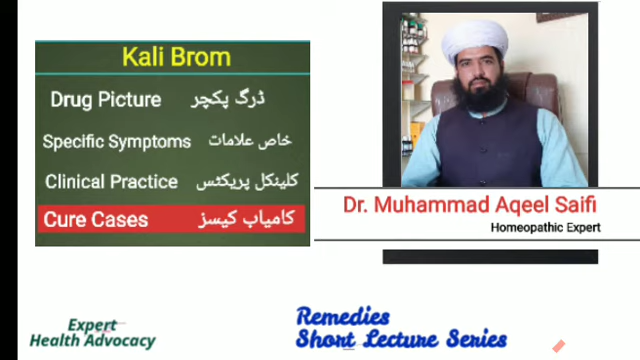 Kali Brom
Drug Picture ڈرگ پکچر
Specific Symptoms خاص علامات
Clinical Practice کلینکل پریکٹس
Cure Cases کامیاب کیسز
Dr. Muhammad Aqeel Saifi
Homeopathic Expert
Expert
Health Advocacy
Remedies
Short Lecture Series